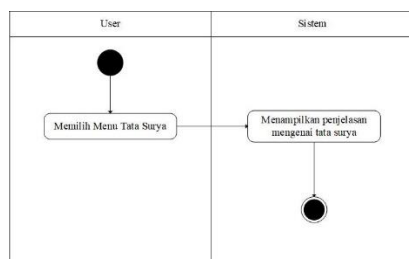 User
Sistem
Memilih Menu Tata Surya
Menampilkan penjelasan
mengenai tata surya